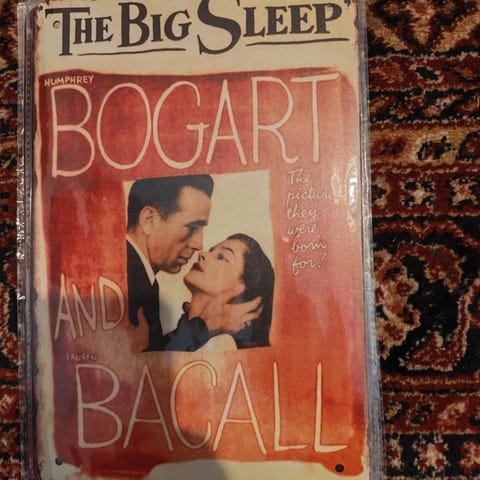 "THE BIG SLEEP"
HUMPHREY
BOGART
The
picture
they
were
born
for!
AND
LAUREN
BACALL